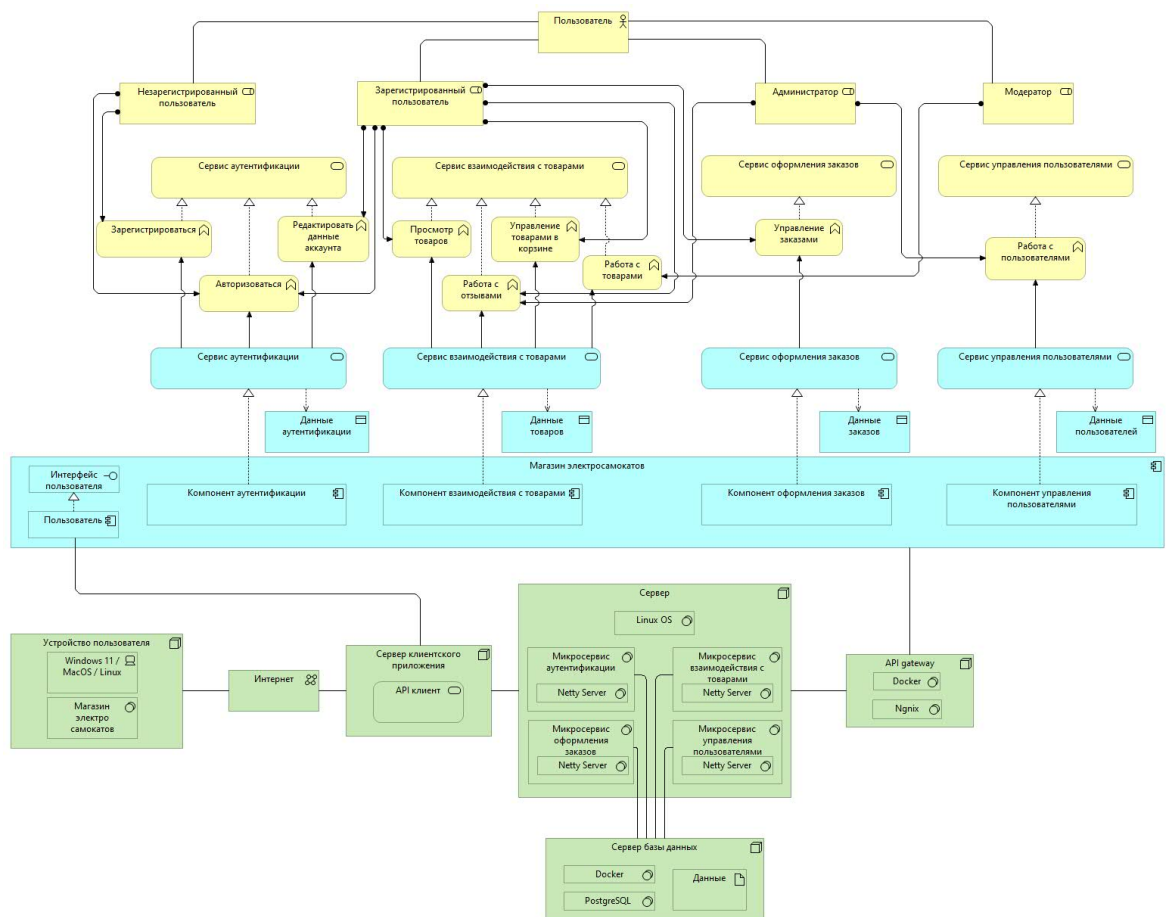 Пользователь
Незарегистрированный
пользователь
Зарегистрированный
пользователь
Администратор
Модератор
Сервис аутентификации
Сервис взаимодействия с товарами
Сервис оформления заказов
Сервис управления пользователями
Зарегистрироваться
Редактировать
данные
аккаунта
Просмотр
товаров
Управление
товарами в
корзине
Управление
заказами
Работа с
пользователями
Авторизоваться
Работа с
отзывами
Работа с
товарами
Сервис аутентификации
Сервис взаимодействия с товарами
Сервис оформления заказов
Сервис управления пользователями
Данные
аутентификации
Данные
товаров
Данные
заказов
Данные
пользователей
Магазин электросамокатов
Интерфейс
пользователя
Пользователь
Компонент аутентификации
Компонент взаимодействия с товарами
Компонент оформления заказов
Компонент управления
пользователями
Устройство пользователя
Windows 11 /
MacOS / Linux
Магазин
электро
самокатов
Интернет
Сервер клиентского
приложения
API клиент
Сервер
Linux OS
Микросервис
аутентификации
Netty Server
Микросервис
взаимодействия с
товарами
Netty Server
Микросервис
оформления
заказов
Netty Server
Микросервис
управления
пользователями
Netty Server
API gateway
Docker
Ngnix
Сервер базы данных
Docker
PostgreSQL
Данные